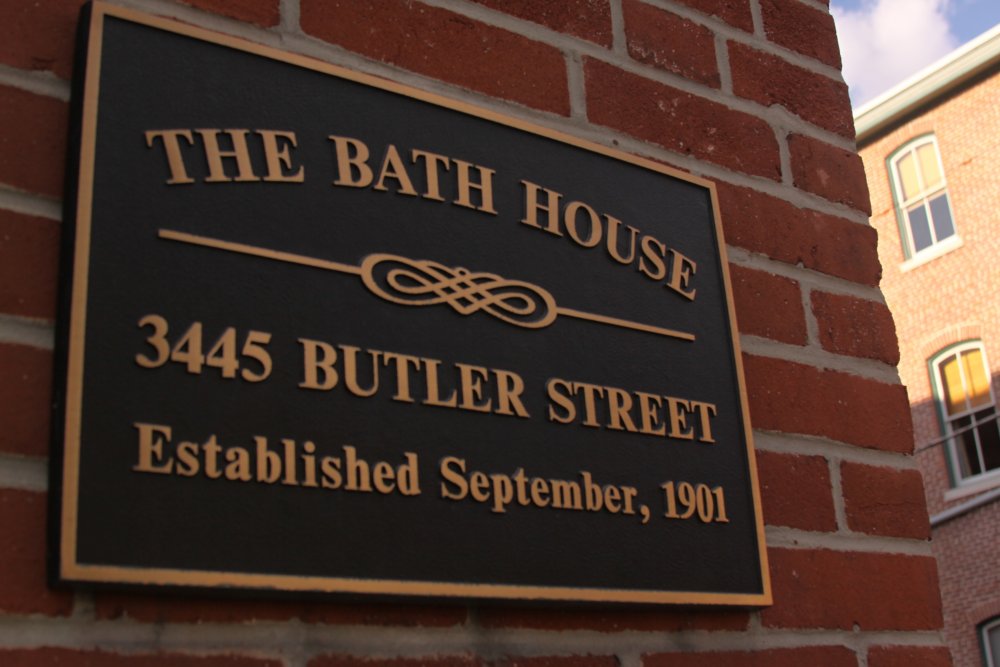 THE BATH HOUSE
3445 BUTLER STREET
Established September, 1901